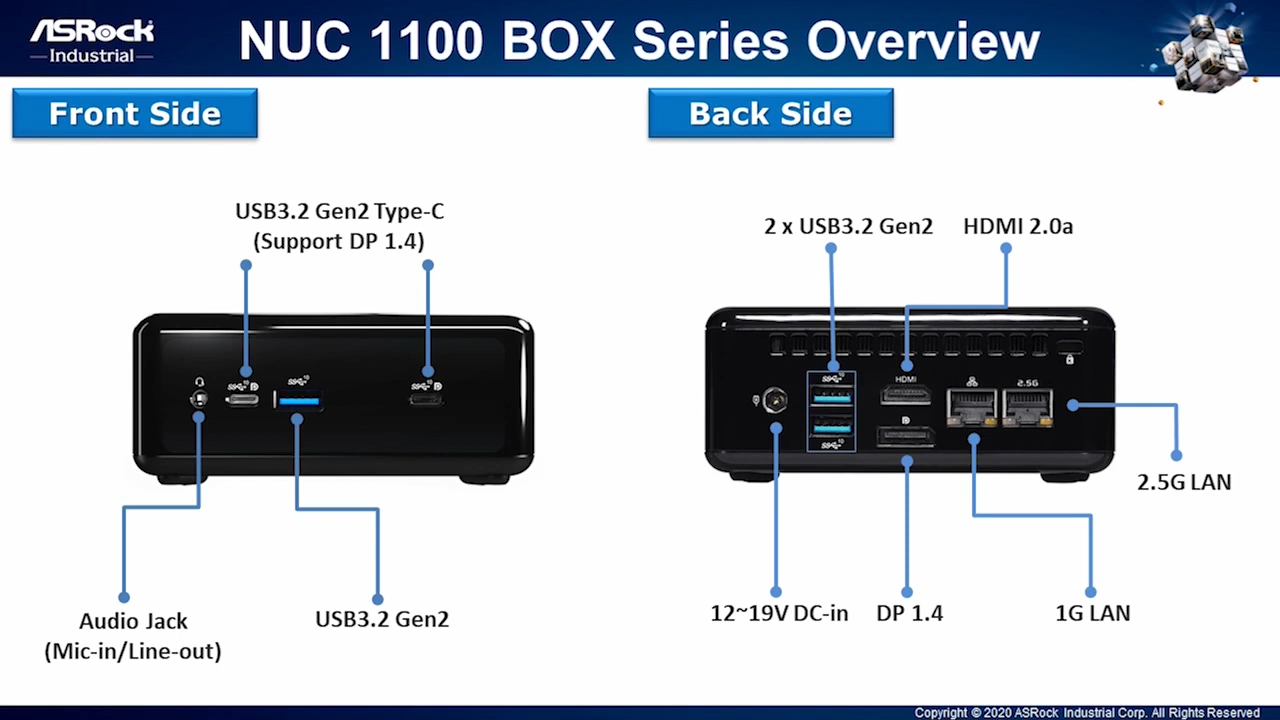 ASRock
Industrial
NUC 1100 BOX Series Overview
Front Side
Back Side
USB3.2 Gen2 Type-C
(Support DP 1.4)
2 x USB3.2 Gen2
HDMI 2.0a
HDMI
2.5G
2.5G LAN
12~19V DC-in
DP 1.4
1G LAN
Audio Jack
(Mic-in/Line-out)
USB3.2 Gen2
Copyright © 2020 ASRock Industrial Corp. All Rights Reserved